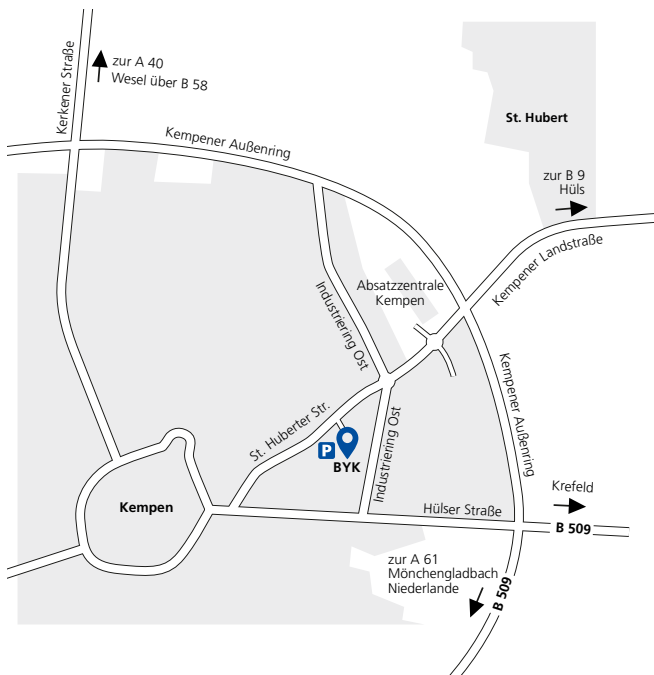 Kerkener Straße
zur A 40
Wesel über B 58
Kempener Außenring
St. Hubert
zur B 9
Hüls
Kempener Landstraße
Absatzzentrale
Kempen
Industriering Ost
Kempener Außenring
St. Huberter Str.
P
BYK
Industriering Ost
Kempen
Hülser Straße
Krefeld
B 509
zur A 61
Mönchengladbach
Niederlande
B 509